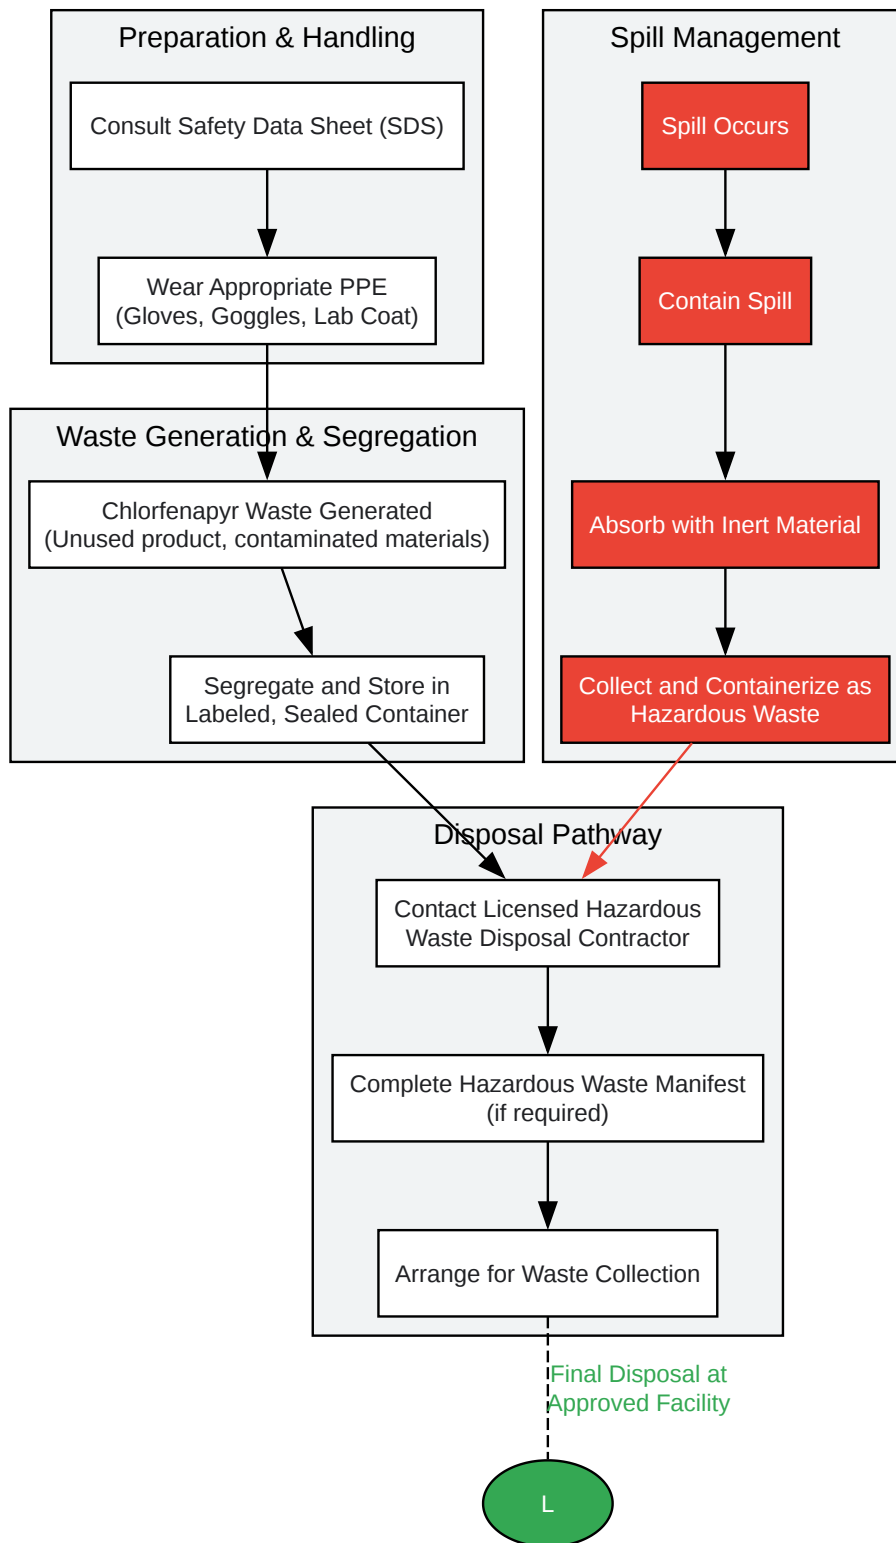 Preparation & Handling
Consult Safety Data Sheet (SDS)
Wear Appropriate PPE
(Gloves, Goggles, Lab Coat)
Waste Generation & Segregation
Chlorfenapyr Waste Generated
(Unused product, contaminated materials)
Segregate and Store in
Labeled, Sealed Container
Spill Management
Spill Occurs
Contain Spill
Absorb with Inert Material
Collect and Containerize as
Hazardous Waste
Disposal Pathway
Contact Licensed Hazardous
Waste Disposal Contractor
Complete Hazardous Waste Manifest
(if required)
Arrange for Waste Collection
Final Disposal at
Approved Facility
L